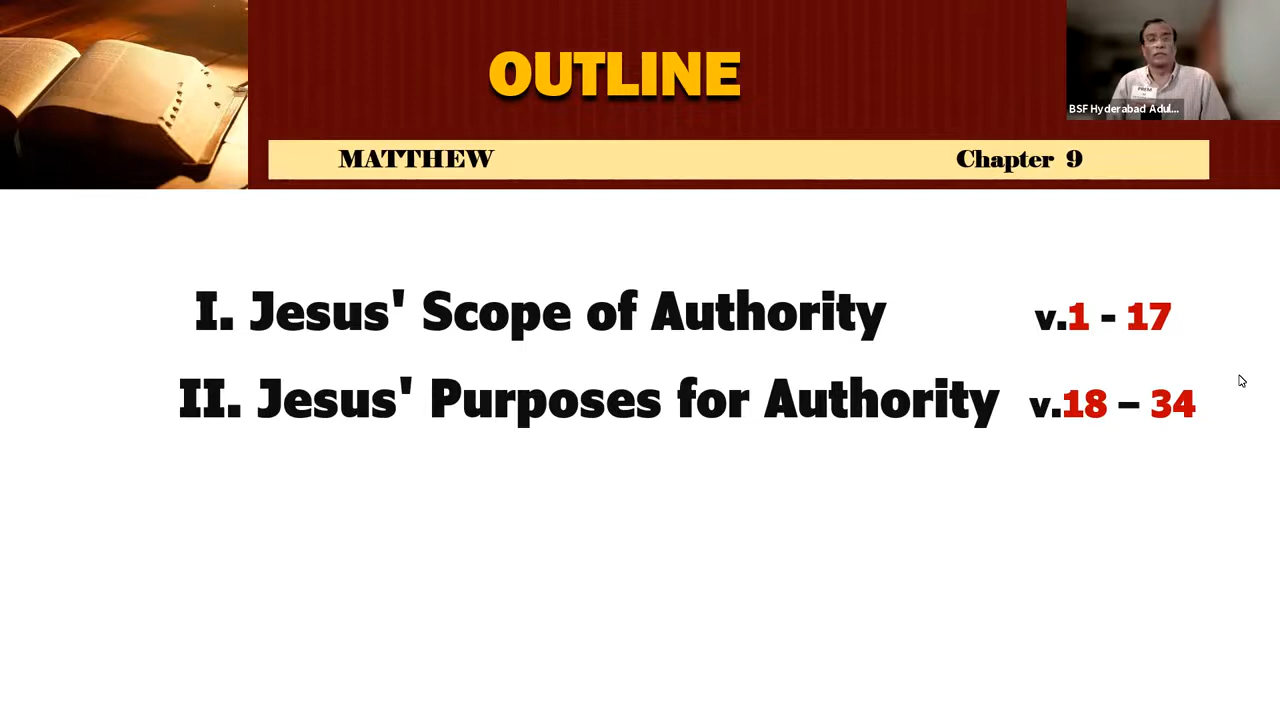 OUTLINE
PREM
BSF Hyderabad Adul...
MATTHEW Chapter 9
I. Jesus' Scope of Authority v.1 - 17
II. Jesus' Purposes for Authority v.18 – 34